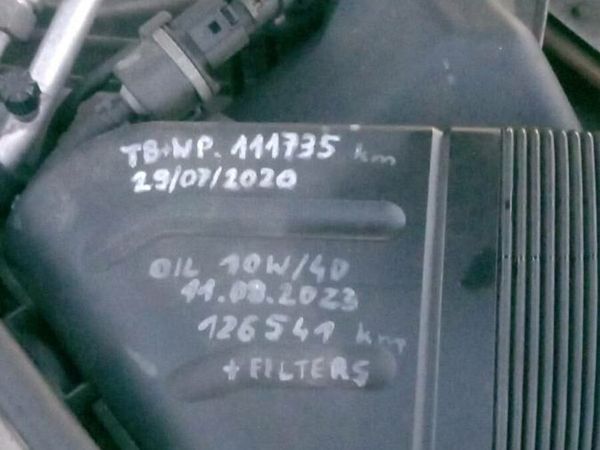 TB+WP. 111735 km
29/07/2020
OIL 10W/40
11.08.2023
126541 km
+ FILTERS